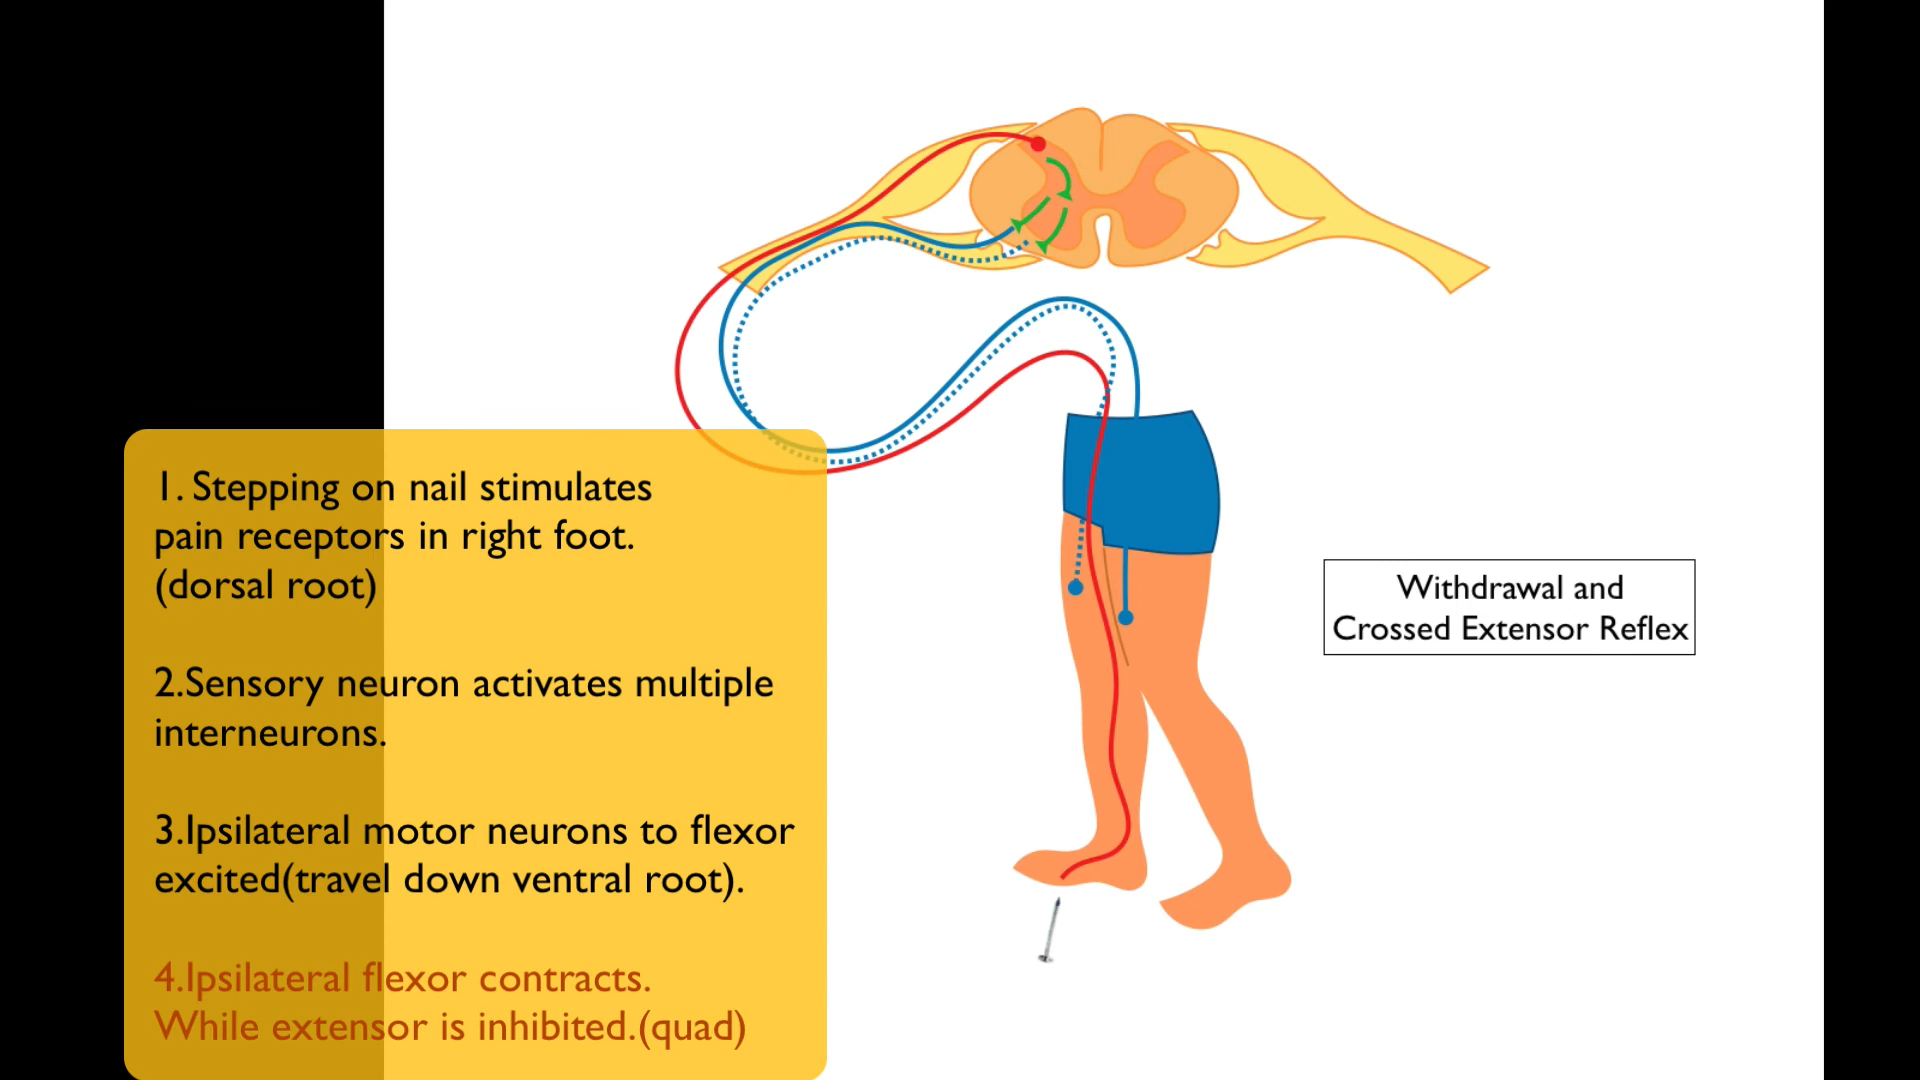 1. Stepping on nail stimulates
pain receptors in right foot.
(dorsal root)
2.Sensory neuron activates multiple
interneurons.
3.Ipsilateral motor neurons to flexor
excited(travel down ventral root).
4.Ipsilateral flexor contracts.
While extensor is inhibited.(quad)
Withdrawal and
Crossed Extensor Reflex